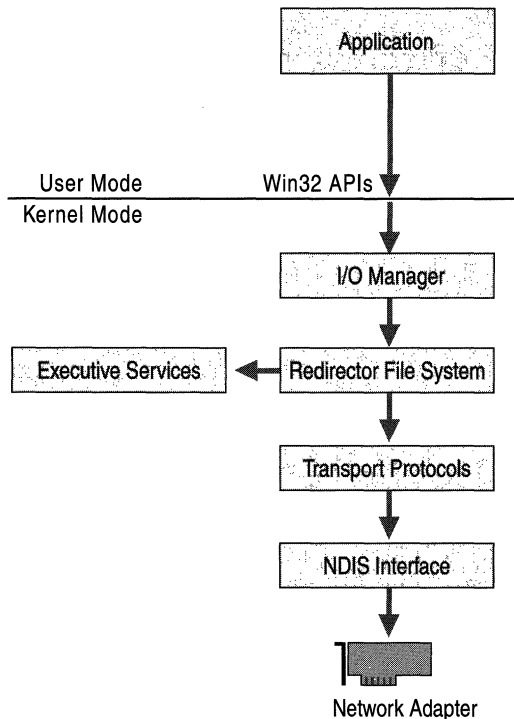 Application
User Mode
Win32 APIs
Kernel Mode
I/O Manager
Executive Services
Redirector File System
Transport Protocols
NDIS Interface
Network Adapter